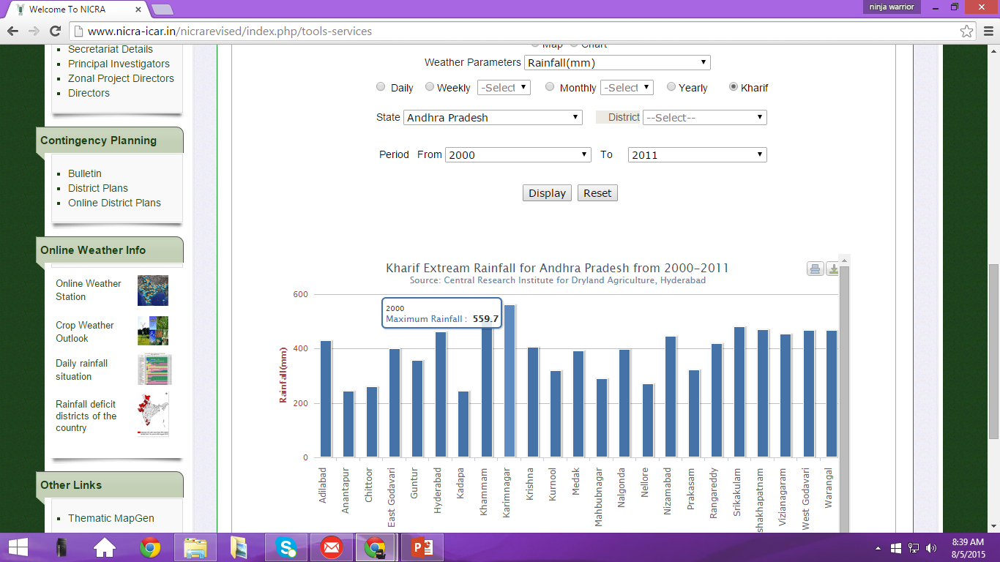 Welcome To NICRA
ninja warrior
www.nicra-icar.in/nicrarevised/index.php/tools-services
Secretariat Details
Principal Investigators
Zonal Project Directors
Directors
Contingency Planning
Bulletin
District Plans
Online District Plans
Online Weather Info
Online Weather
Station
Crop Weather
Outlook
Daily rainfall
situation
Rainfall deficit
districts of the
country
Other Links
Thematic MapGen
Map Chart
Weather Parameters Rainfall(mm)
Daily Weekly -Select Monthly -Select Yearly Kharif
State Andhra Pradesh District --Select--
Period From 2000 To 2011
Display Reset
Kharif Extream Rainfall for Andhra Pradesh from 2000-2011
Source: Central Research Institute for Dryland Agriculture, Hyderabad
600
400
200
0
Rainfall(mm)
2000
Maximum Rainfall : 559.7
Adilabad
Anantapur
Chittoor
East Godavari
Guntur
Hyderabad
Kadapa
Khammam
Karimnagar
Krishna
Kurnool
Medak
Mahbubnagar
Nalgonda
Nellore
Nizamabad
Prakasam
Rangareddy
Srikakulam
shakhapatnam
Vizianagaram
West Godavari
Warangal
8:39 AM
8/5/2015